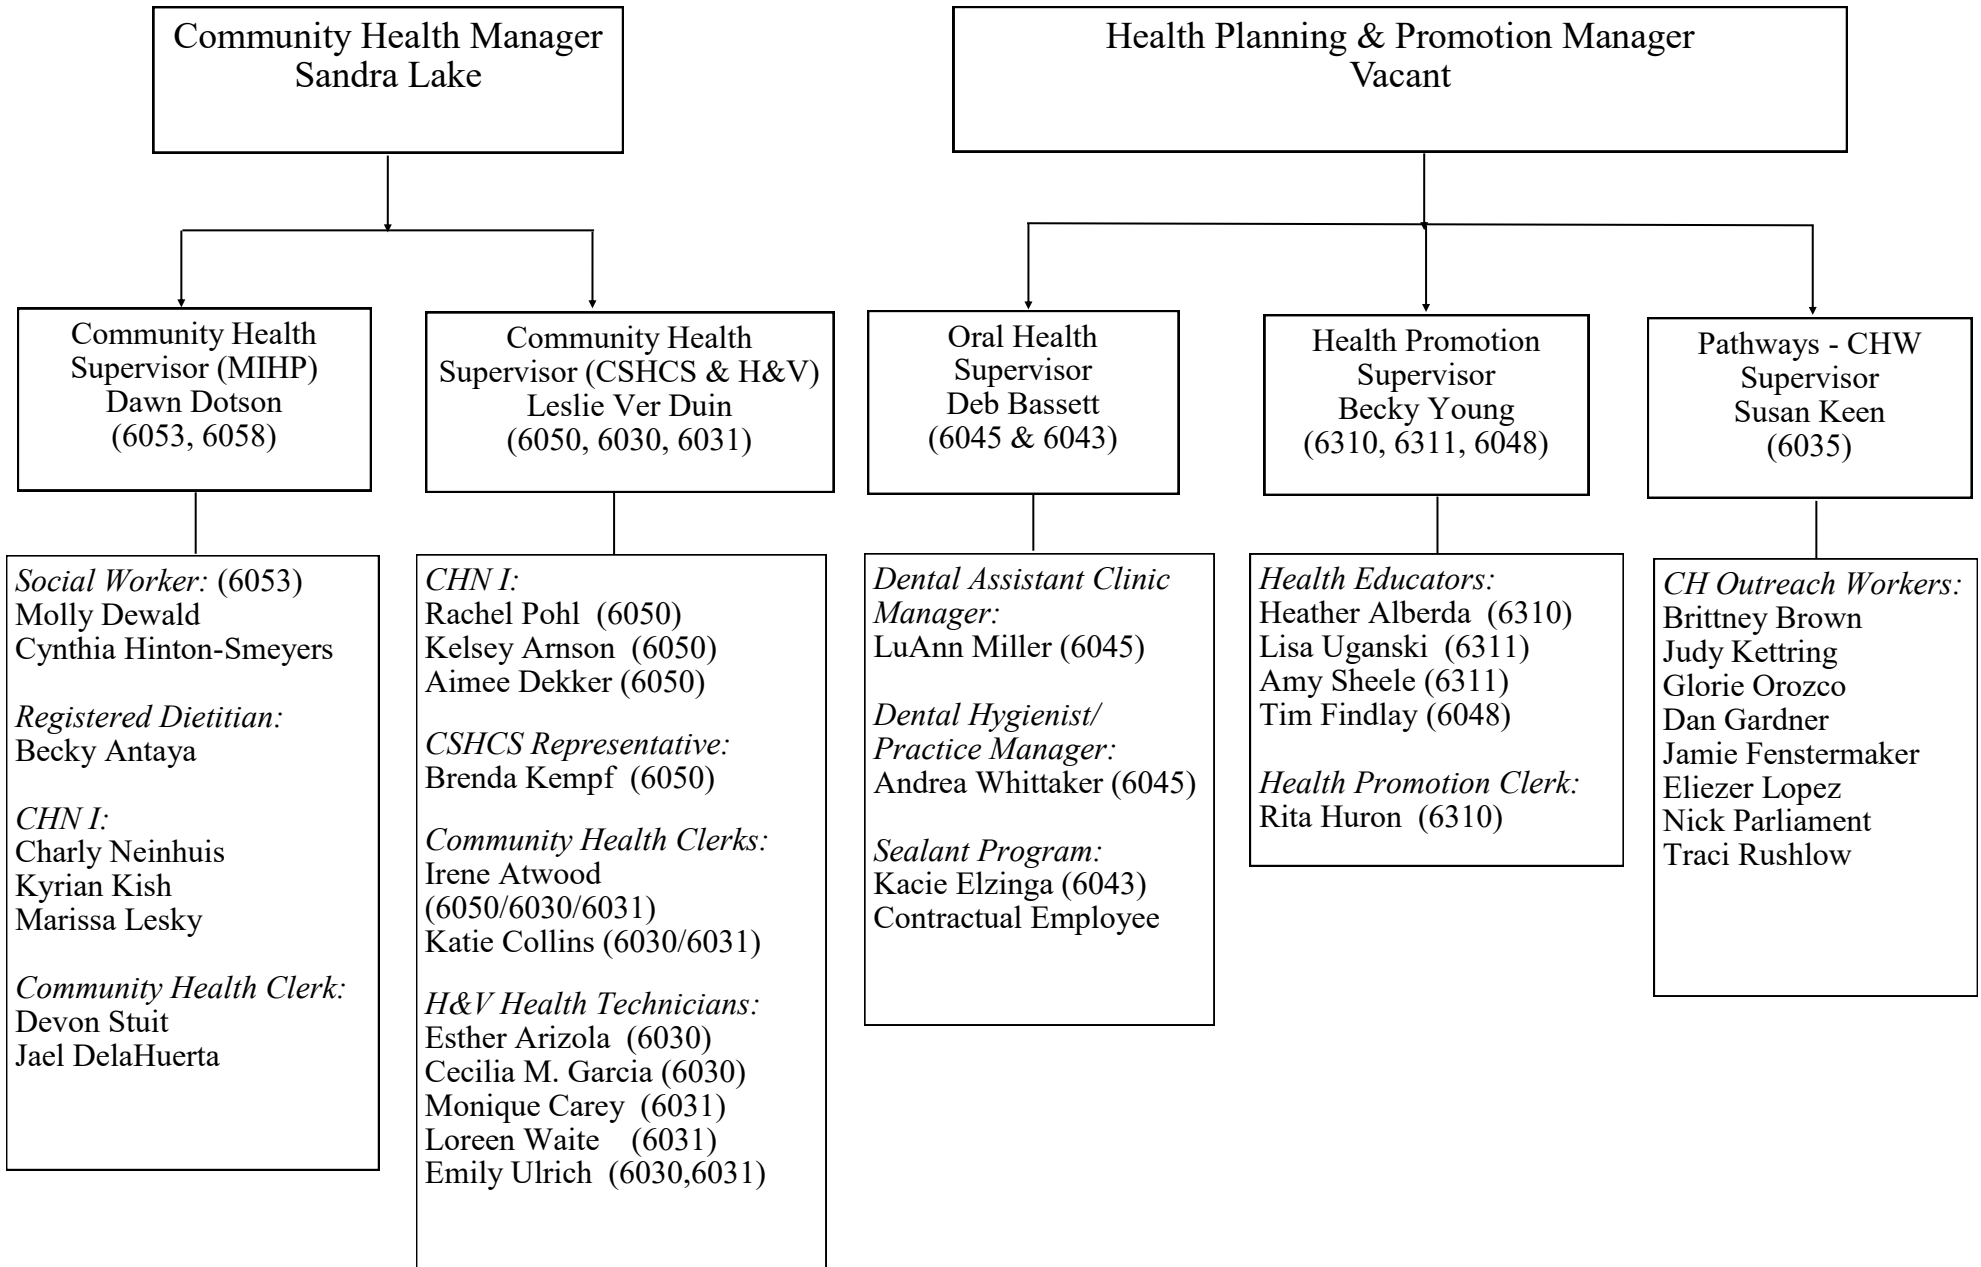 Community Health Manager
Sandra Lake
Health Planning & Promotion Manager
Vacant
Community Health
Supervisor (MIHP)
Dawn Dotson
(6053, 6058)
Community Health
Supervisor (CSHCS & H&V)
Leslie Ver Duin
(6050, 6030, 6031)
Oral Health
Supervisor
Deb Bassett
(6045 & 6043)
Health Promotion
Supervisor
Becky Young
(6310, 6311, 6048)
Pathways - CHW
Supervisor
Susan Keen
(6035)
Social Worker: (6053)
Molly Dewald
Cynthia Hinton-Smeyers
Registered Dietitian:
Becky Antaya
CHN I:
Charly Neinhuis
Kyrian Kish
Marissa Lesky
Community Health Clerk:
Devon Stuit
Jael DelaHuerta
CHN I:
Rachel Pohl (6050)
Kelsey Arnson (6050)
Aimee Dekker (6050)
CSHCS Representative:
Brenda Kempf (6050)
Community Health Clerks:
Irene Atwood
(6050/6030/6031)
Katie Collins (6030/6031)
H&V Health Technicians:
Esther Arizola (6030)
Cecilia M. Garcia (6030)
Monique Carey (6031)
Loreen Waite (6031)
Emily Ulrich (6030,6031)
Dental Assistant Clinic
Manager:
LuAnn Miller (6045)
Dental Hygienist/
Practice Manager:
Andrea Whittaker (6045)
Sealant Program:
Kacie Elzinga (6043)
Contractual Employee
Health Educators:
Heather Alberda (6310)
Lisa Uganski (6311)
Amy Sheele (6311)
Tim Findlay (6048)
Health Promotion Clerk:
Rita Huron (6310)
CH Outreach Workers:
Brittney Brown
Judy Kettring
Glorie Orozco
Dan Gardner
Jamie Fenstermaker
Eliezer Lopez
Nick Parliament
Traci Rushlow